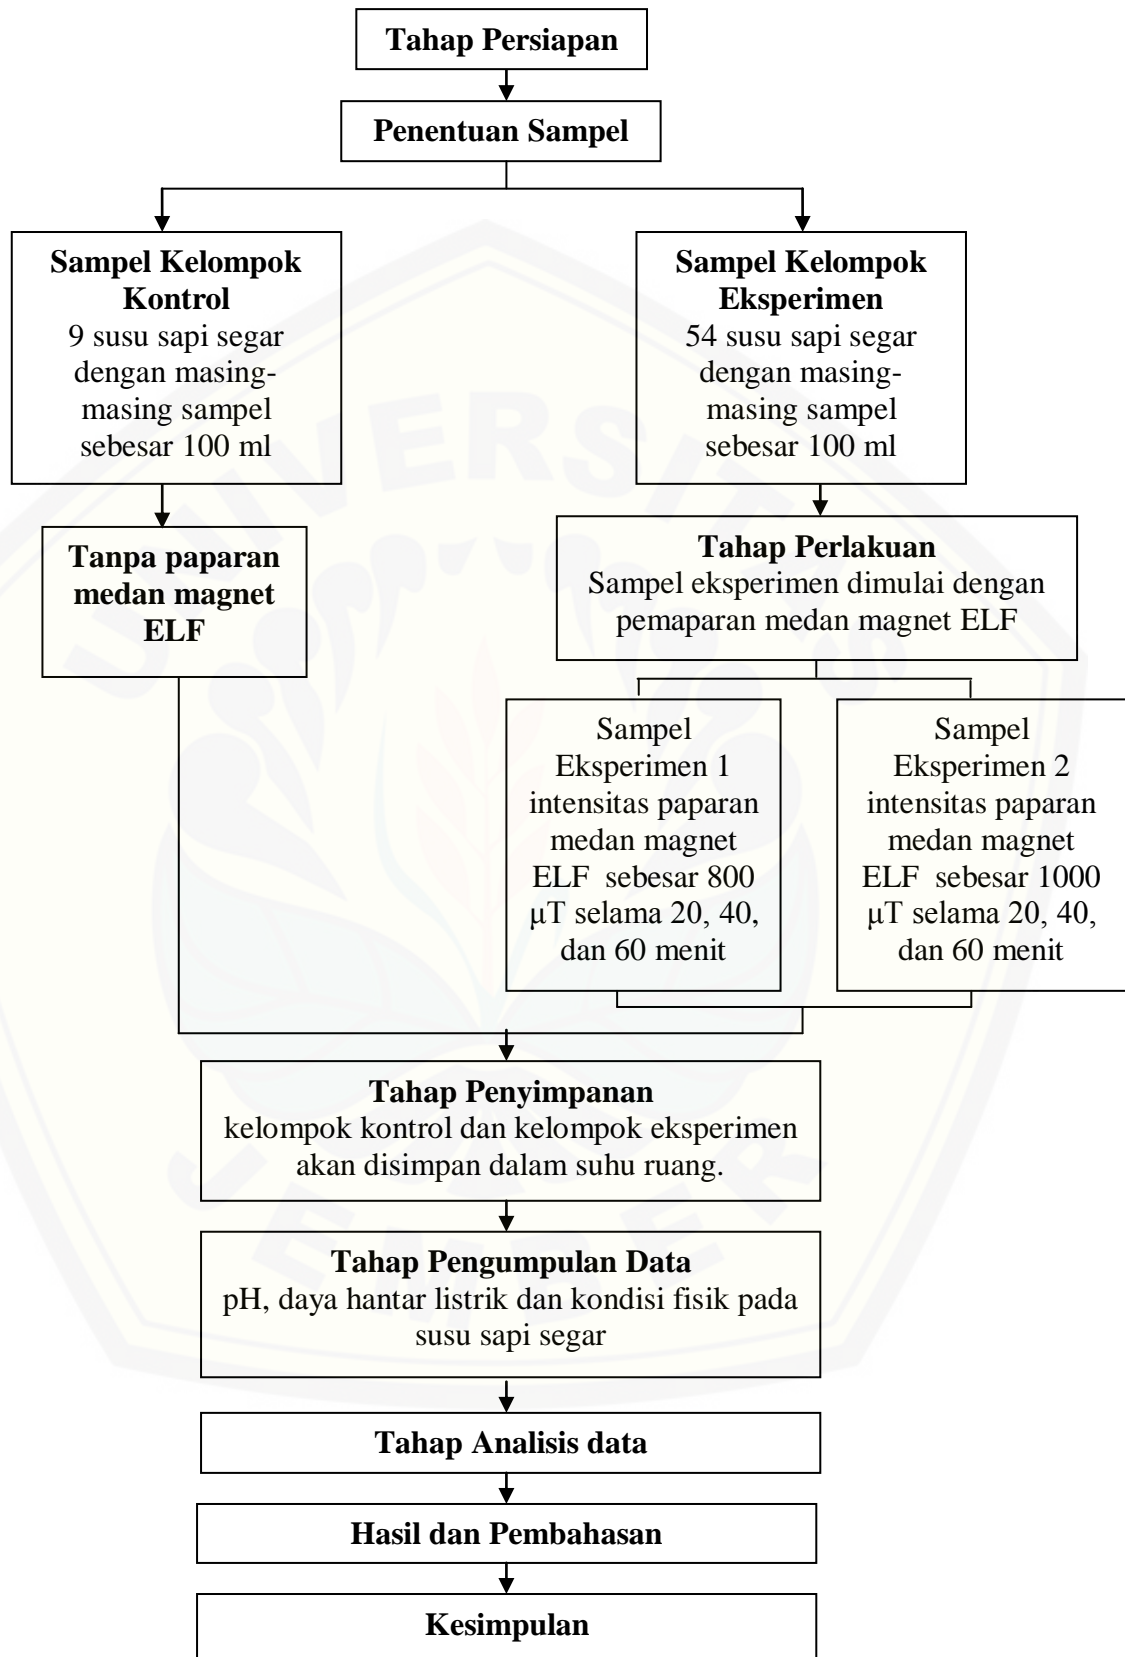 Tahap Persiapan
Penentuan Sampel
Sampel Kelompok
Kontrol
9 susu sapi segar
dengan masing-
masing sampel
sebesar 100 ml
Sampel Kelompok
Eksperimen
54 susu sapi segar
dengan masing-
masing sampel
sebesar 100 ml
Tanpa paparan
medan magnet
ELF
Tahap Perlakuan
Sampel eksperimen dimulai dengan
pemaparan medan magnet ELF
Sampel
Eksperimen 1
intensitas paparan
medan magnet
ELF  sebesar 800
µT selama 20, 40,
dan 60 menit
Sampel
Eksperimen 2
intensitas paparan
medan magnet
ELF  sebesar 1000
µT selama 20, 40,
dan 60 menit
Tahap Penyimpanan
kelompok kontrol dan kelompok eksperimen
akan disimpan dalam suhu ruang.
Tahap Pengumpulan Data
pH, daya hantar listrik dan kondisi fisik pada
susu sapi segar
Tahap Analisis data
Hasil dan Pembahasan
Kesimpulan
UNIVERSITAS
JEMBER